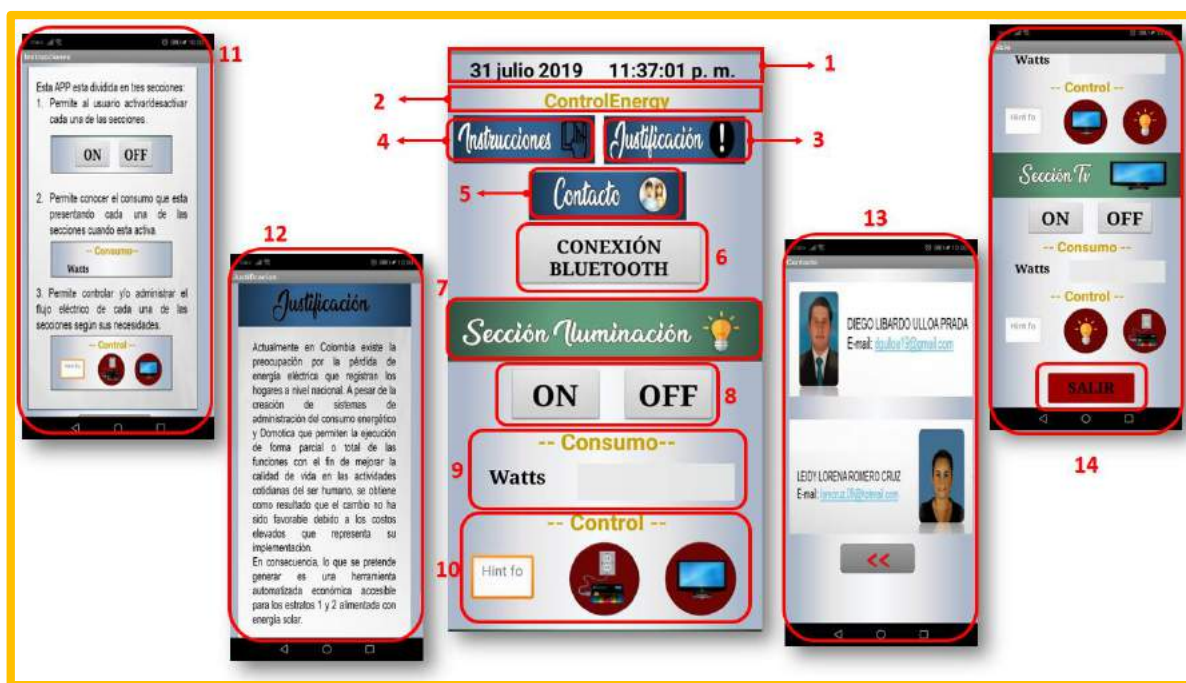 11
Instrucciones
Esta APP esta dividida en tres secciones:
1. Permite al usuario activar/desactivar
cada una de las secciones.
ON OFF
2. Permite conocer el consumo que esta
presentando cada una de las
secciones cuando esta activa.
-- Consumo--
Watts
3. Permite controlar y/o administrar el
flujo eléctrico de cada una de las
secciones según sus necesidades.
-- Control --
Hint fo
12
Justificación
Justificación
Actualmente en Colombia existe la
preocupación por la pérdida de
energía eléctrica que registran los
hogares a nivel nacional. A pesar de la
creación de sistemas de
administración del consumo energético
y Domotica que permiten la ejecución
de forma parcial o total de las
funciones con el fin de mejorar la
calidad de vida en las actividades
cotidianas del ser humano, se obtiene
como resultado que el cambio no ha
sido favorable debido a los costos
elevados que representa su
implementación.
En consecuencia, lo que se pretende
generar es una herramienta
automatizada económica accesible
para los estratos 1 y 2 alimentada con
energía solar.
31 julio 2019 11:37:01 p. m.
1
2
ControlEnergy
4
Instrucciones
Justificación
3
5
Contacto
CONEXIÓN
BLUETOOTH
6
7
Sección Iluminación
ON OFF
8
-- Consumo--
9
Watts
-- Control --
10
Hint fo
13
Contacto
DIEGO LIBARDO ULLOA PRADA
E-mail: dgulloa19@gmail.com
LEIDY LORENA ROMERO CRUZ
E-mail:
<<
Watts
-- Control --
Hint fo
Sección Tv
ON OFF
-- Consumo--
Watts
-- Control --
Hint fo
SALIR
14